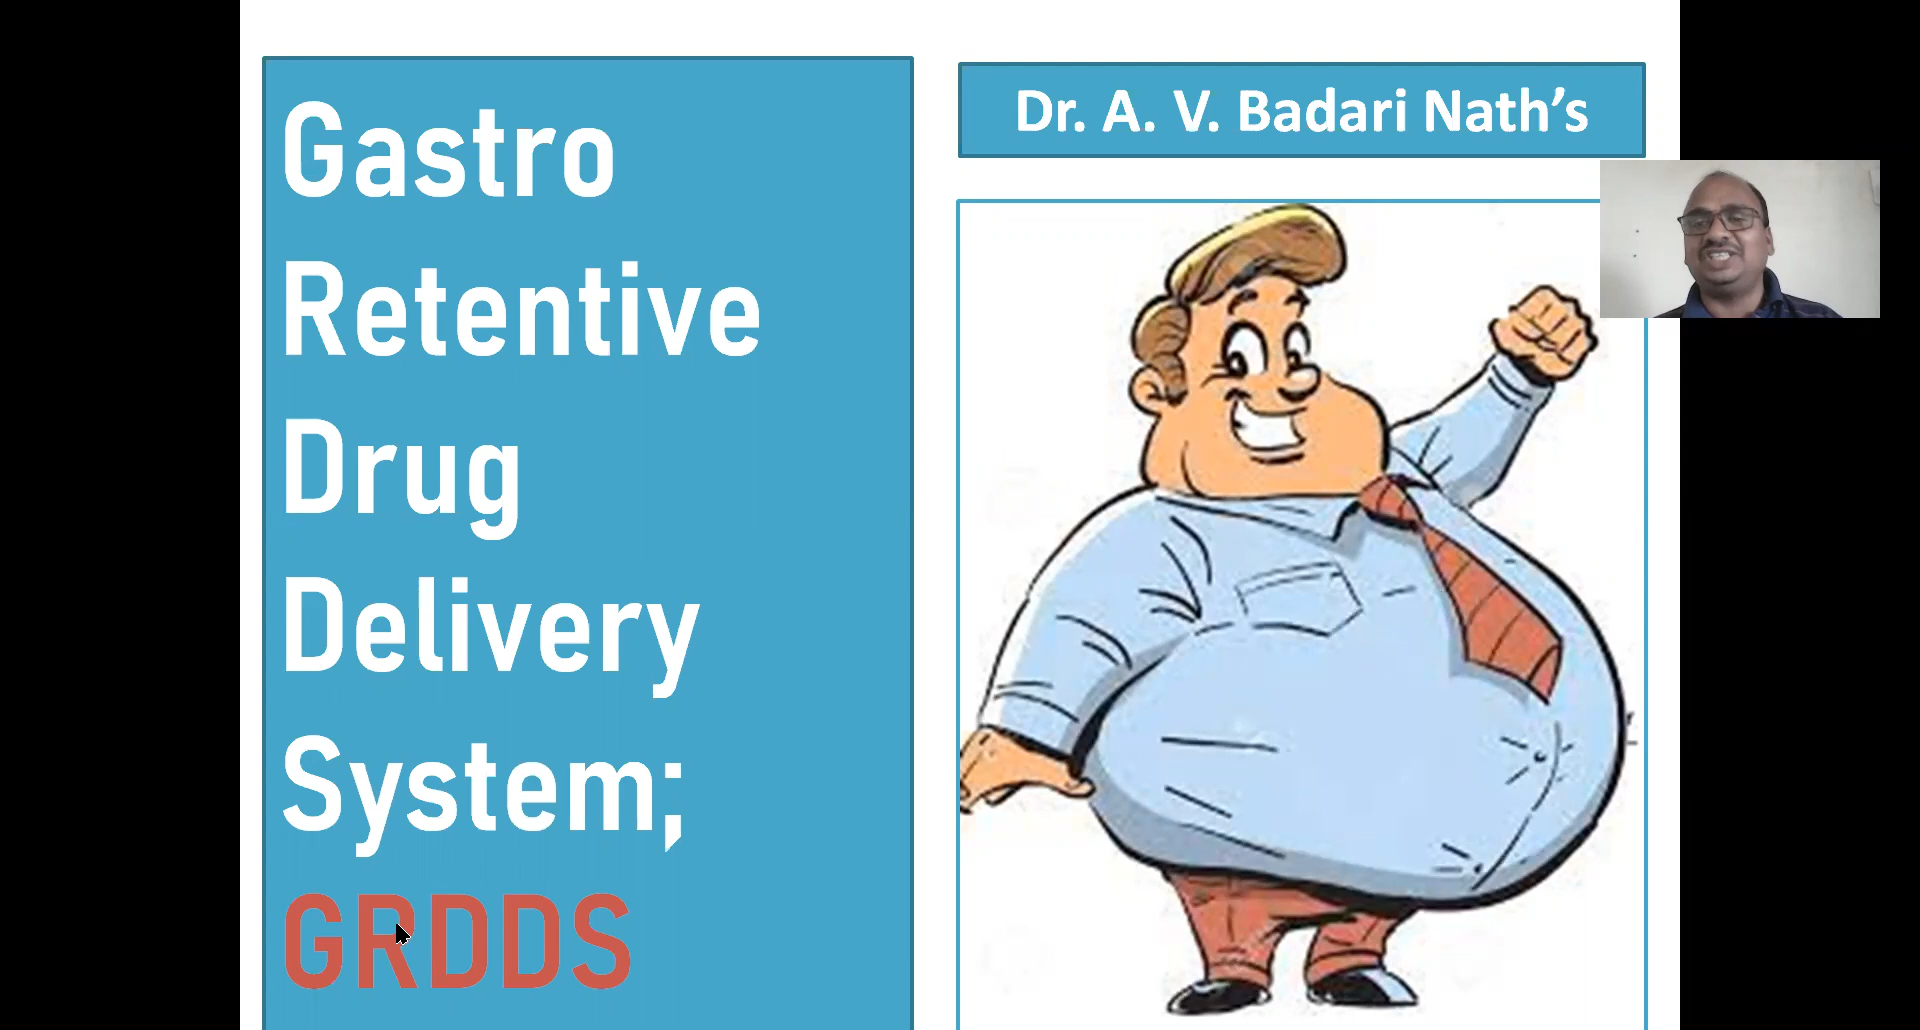 Gastro
Retentive
Drug
Delivery
System;
GRDDS
Dr. A. V. Badari Nath’s